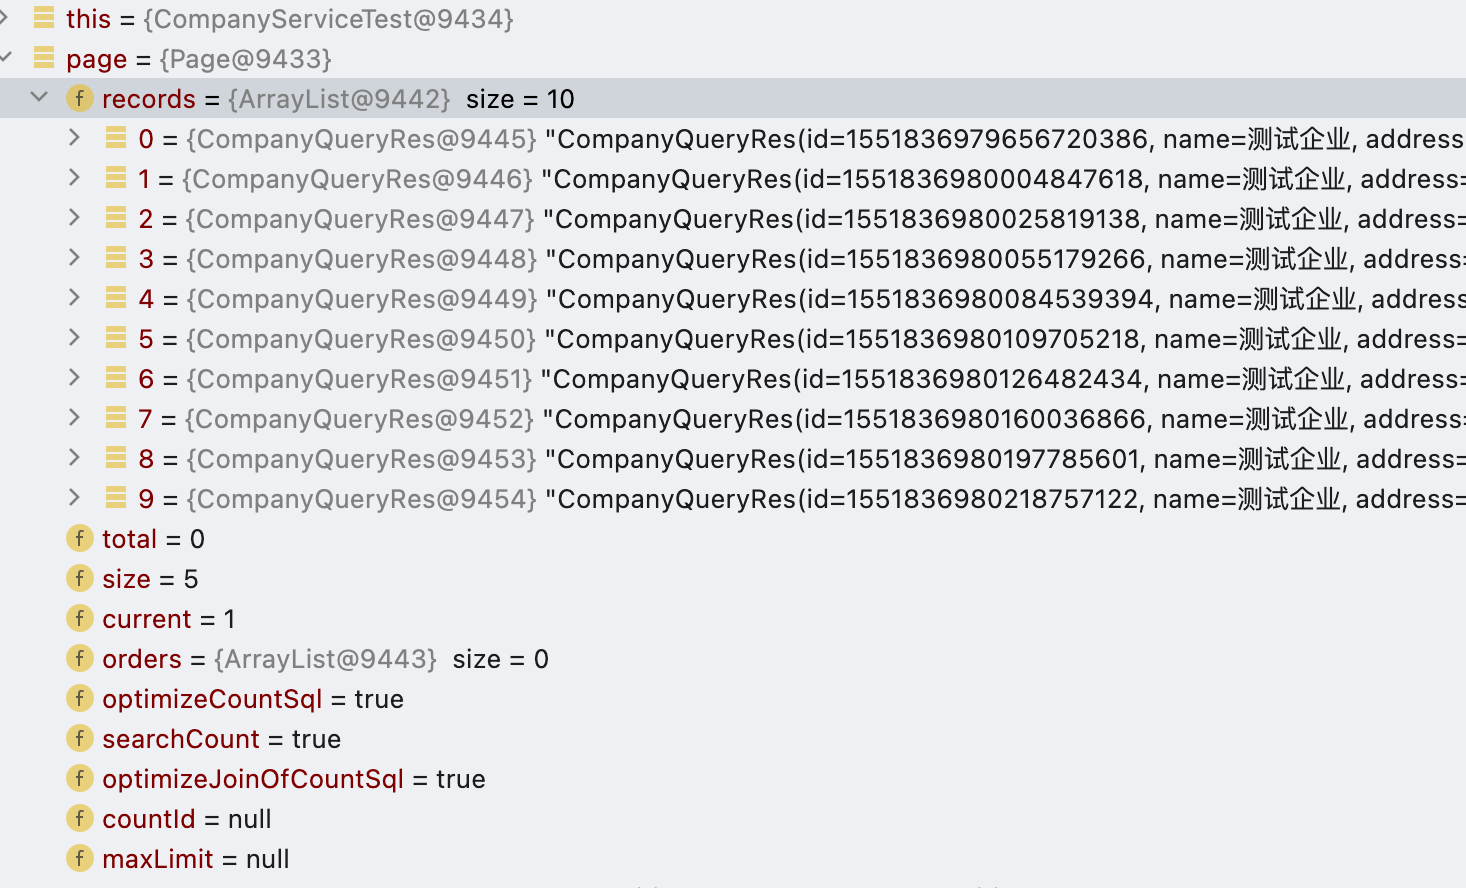 this = {CompanyServiceTest@9434}
page = {Page@9433}
f records = {ArrayList@9442} size = 10
0 = {CompanyQueryRes@9445} "CompanyQueryRes(id=1551836979656720386, name=测试企业, address
1 = {CompanyQueryRes@9446} "CompanyQueryRes(id=1551836980004847618, name=测试企业, address=
2 = {CompanyQueryRes@9447} "CompanyQueryRes(id=1551836980025819138, name=测试企业, address=
3 = {CompanyQueryRes@9448} "CompanyQueryRes(id=1551836980055179266, name=测试企业, address=
4 = {CompanyQueryRes@9449} "CompanyQueryRes(id=1551836980084539394, name=测试企业, address
5 = {CompanyQueryRes@9450} "CompanyQueryRes(id=1551836980109705218, name=测试企业, address=
6 = {CompanyQueryRes@9451} "CompanyQueryRes(id=1551836980126482434, name=测试企业, address=
7 = {CompanyQueryRes@9452} "CompanyQueryRes(id=1551836980160036866, name=测试企业, address=
8 = {CompanyQueryRes@9453} "CompanyQueryRes(id=1551836980197785601, name=测试企业, address=
9 = {CompanyQueryRes@9454} "CompanyQueryRes(id=1551836980218757122, name=测试企业, address=
f total = 0
f size = 5
f current = 1
f orders = {ArrayList@9443} size = 0
f optimizeCountSql = true
f searchCount = true
f optimizeJoinOfCountSql = true
f countId = null
f maxLimit = null